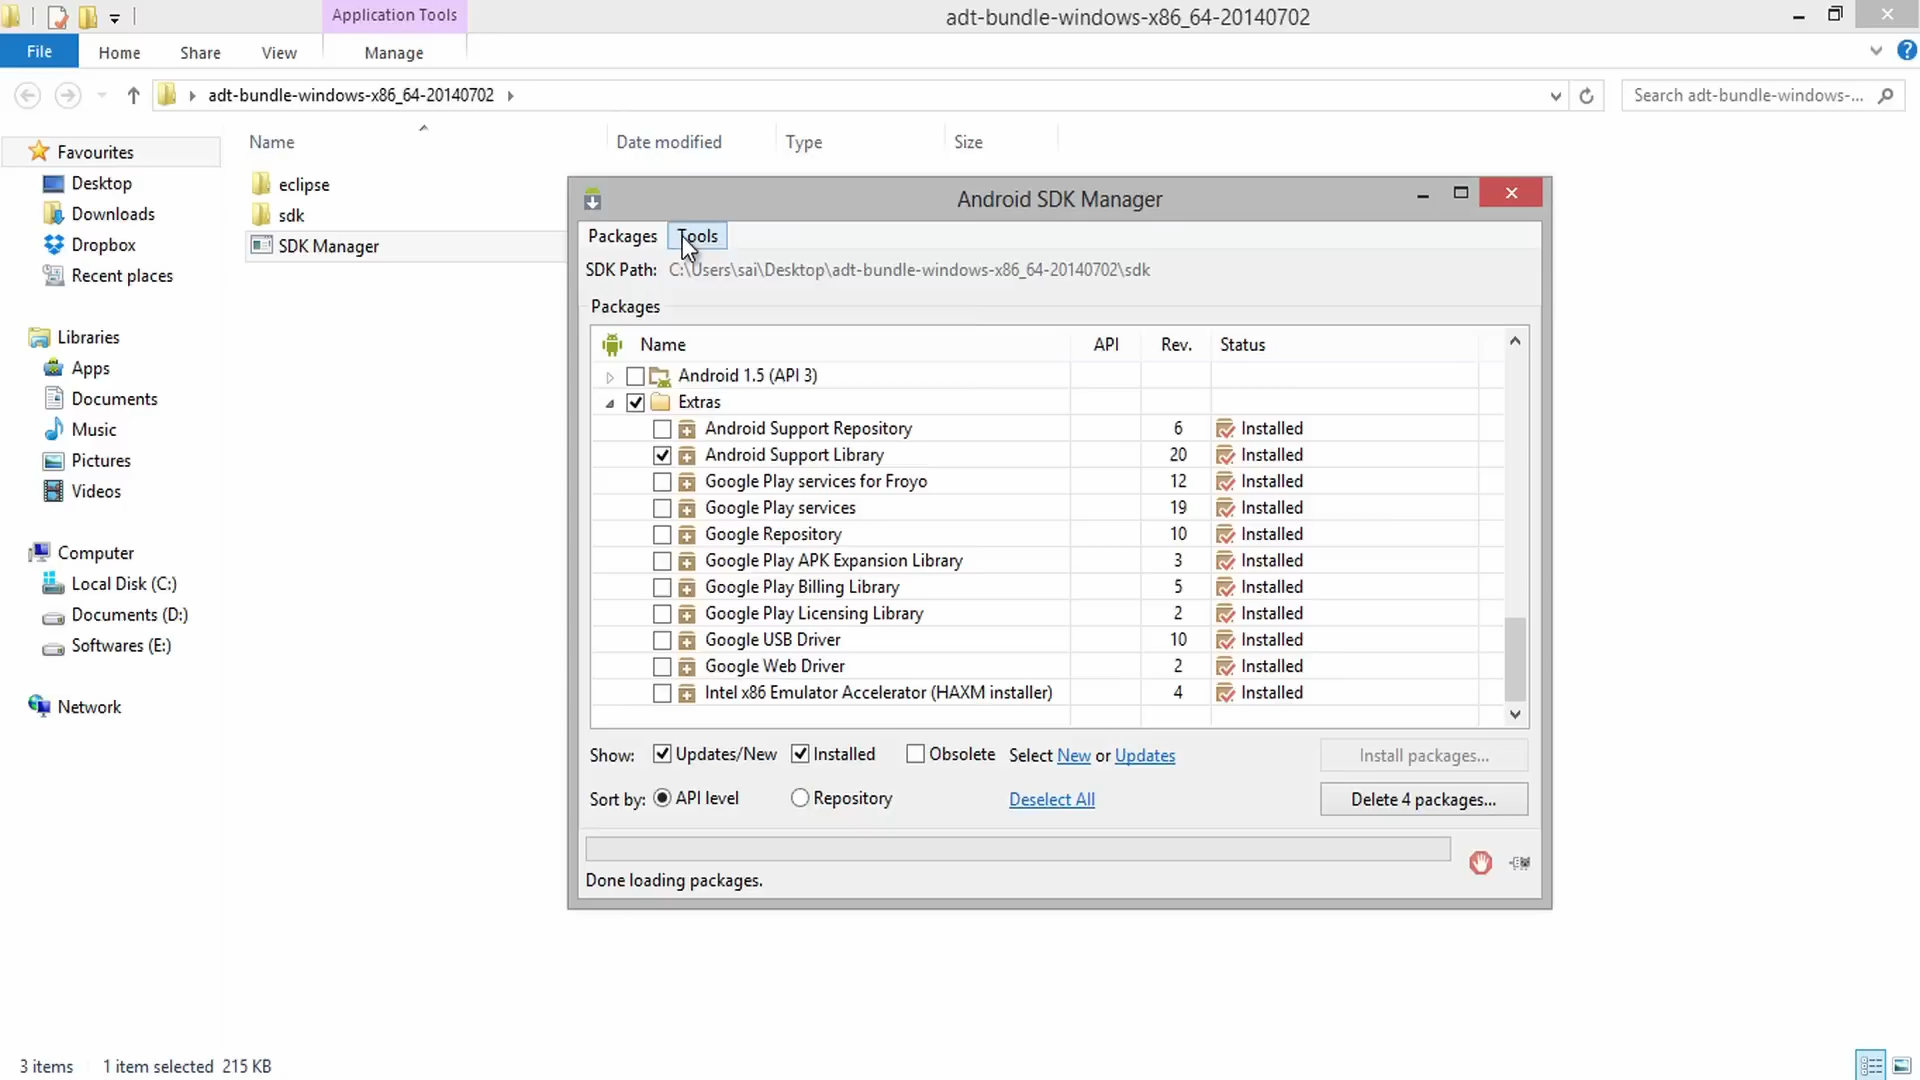 Application Tools
adt-bundle-windows-x86_64-20140702
File Home Share View Manage
adt-bundle-windows-x86_64-20140702
Search adt-bundle-windows-...
Name Date modified Type Size
Favourites
Desktop
Downloads
Dropbox
Recent places
Libraries
Apps
Documents
Music
Pictures
Videos
Computer
Local Disk (C:)
Documents (D:)
Softwares (E:)
Network
eclipse
sdk
SDK Manager
Android SDK Manager
Packages Tools
SDK Path: C:\Users\sai\Desktop\adt-bundle-windows-x86_64-20140702\sdk
Packages
Name API Rev. Status
Android 1.5 (API 3)
Extras
Android Support Repository 6 Installed
Android Support Library 20 Installed
Google Play services for Froyo 12 Installed
Google Play services 19 Installed
Google Repository 10 Installed
Google Play APK Expansion Library 3 Installed
Google Play Billing Library 5 Installed
Google Play Licensing Library 2 Installed
Google USB Driver 10 Installed
Google Web Driver 2 Installed
Intel x86 Emulator Accelerator (HAXM installer) 4 Installed
Show: Updates/New Installed Obsolete Select New or Updates Install packages...
Sort by: API level Repository Deselect All Delete 4 packages...
Done loading packages.
3 items 1 item selected 215 KB